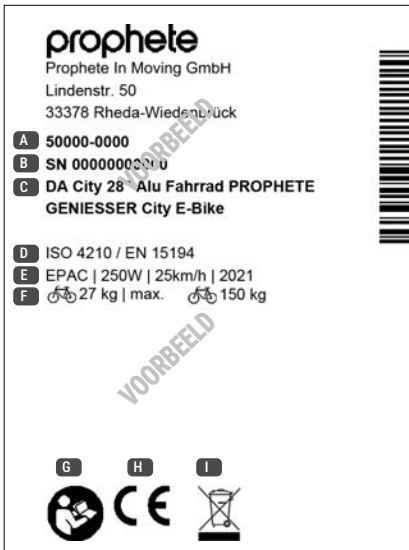 prophete
Prophete In Moving GmbH
Lindenstr. 50
33378 Rheda-Wiedenbrück
VOORBEELD
A 50000-0000
B SN 00000000000
C DA City 28" Alu Fahrrad PROPHETE
GENIESSER City E-Bike
D ISO 4210 / EN 15194
E EPAC | 250W | 25km/h | 2021
F 27 kg | max. 150 kg
VOORBEELD
G H I
CE